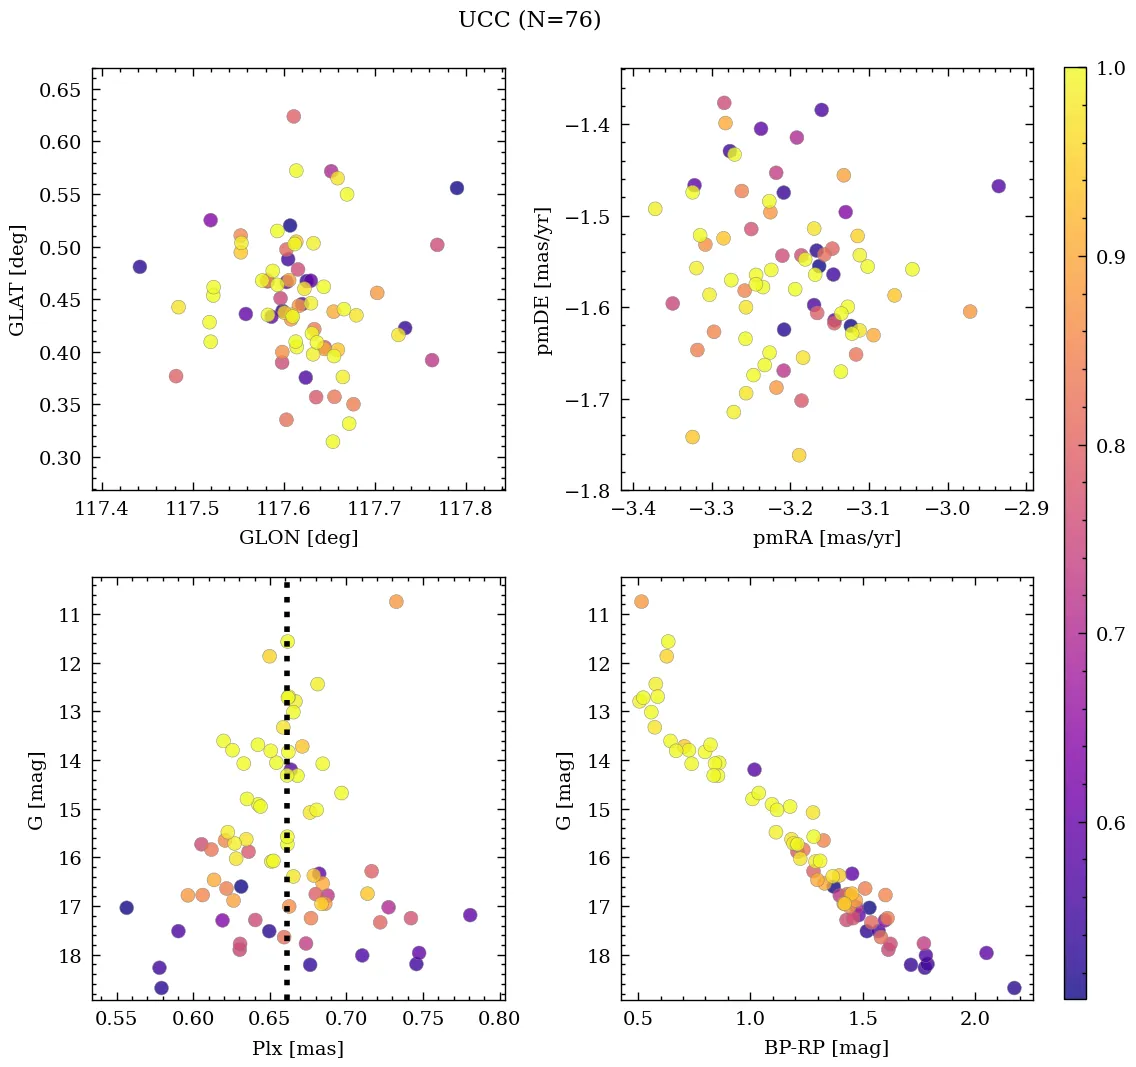 UCC (N=76)
0.65
0.60
0.55
0.50
0.45
0.40
0.35
0.30
GLAT [deg]
117.4 117.5 117.6 117.7 117.8
GLON [deg]
−1.4
−1.5
−1.6
−1.7
−1.8
pmDE [mas/yr]
−3.4 −3.3 −3.2 −3.1 −3.0 −2.9
pmRA [mas/yr]
11
12
13
14
15
16
17
18
G [mag]
0.55 0.60 0.65 0.70 0.75 0.80
Plx [mas]
11
12
13
14
15
16
17
18
G [mag]
0.5 1.0 1.5 2.0
BP-RP [mag]
1.0
0.9
0.8
0.7
0.6